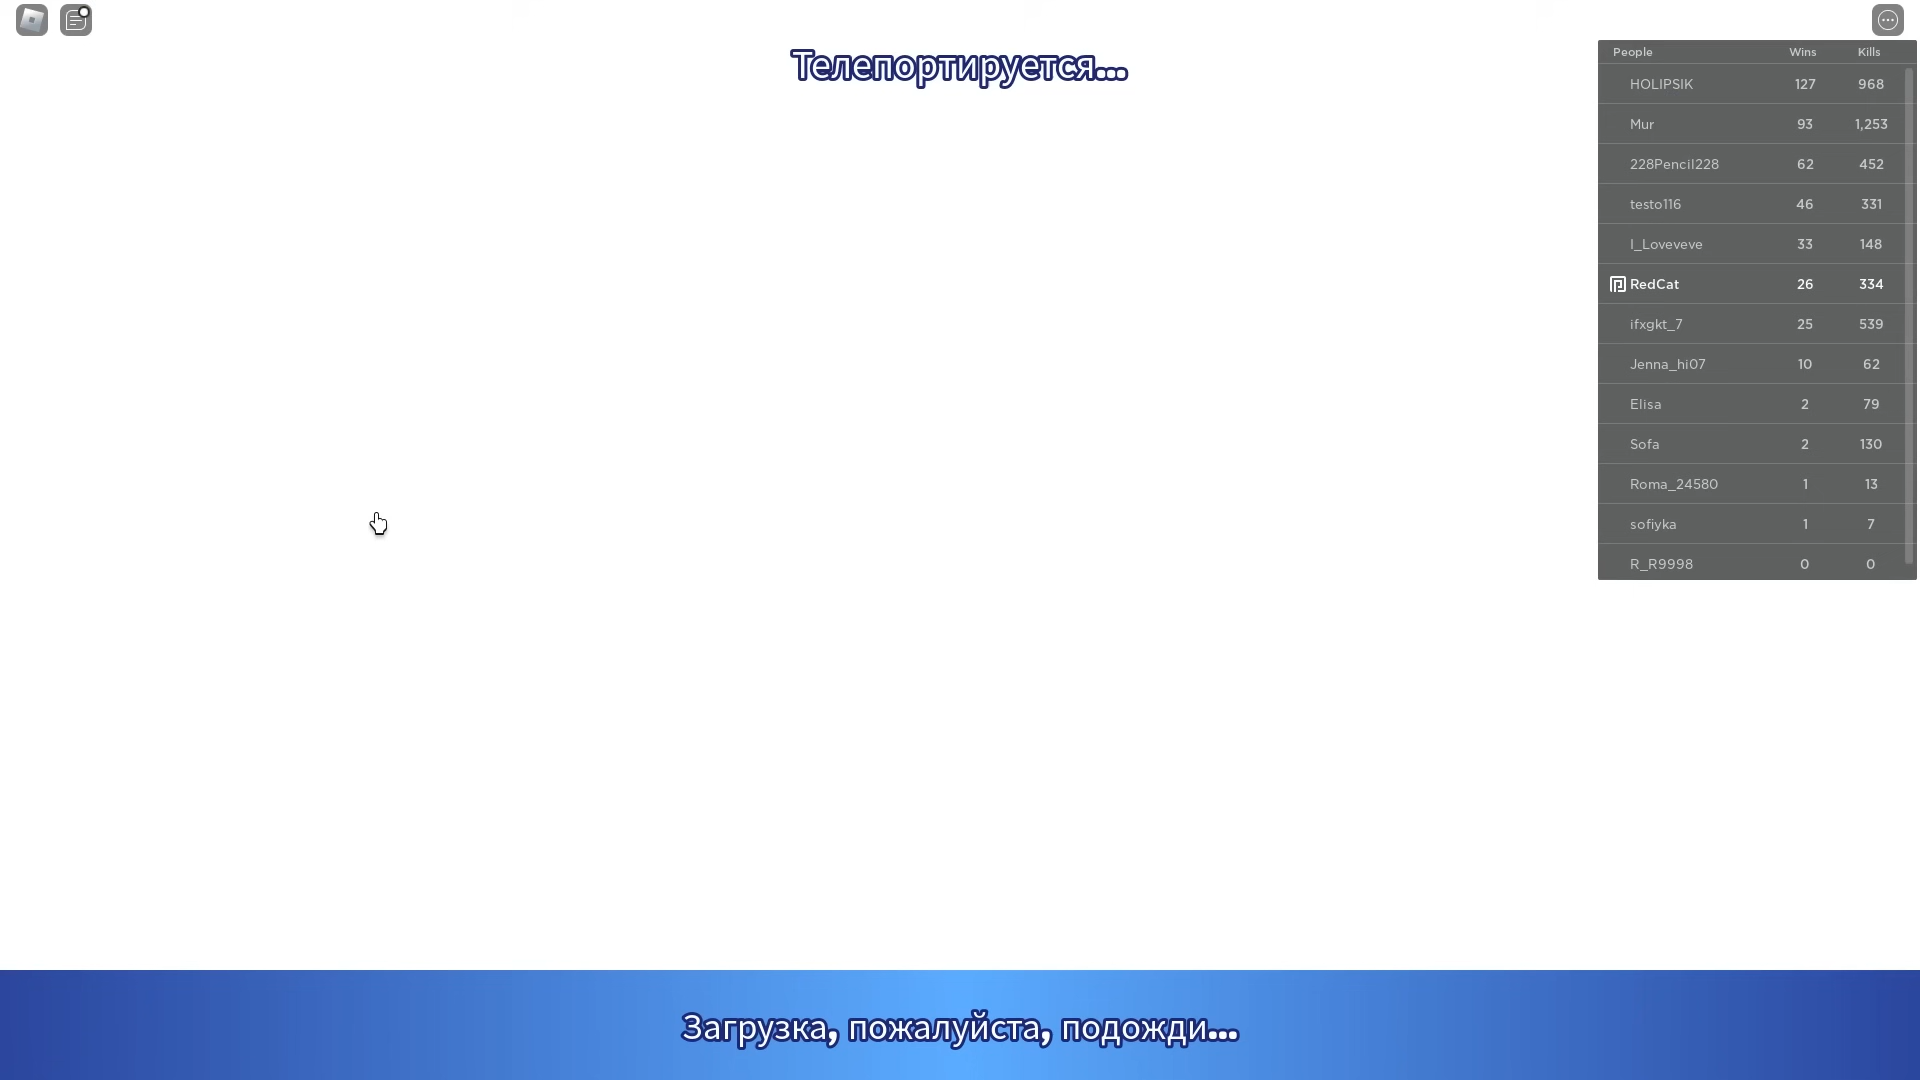 Телепортируется...
People Wins Kills
HOLIPSIK 127 968
Mur 93 1,253
228Pencil228 62 452
testo116 46 331
I_Loveveve 33 148
RedCat 26 334
ifxgkt_7 25 539
Jenna_hi07 10 62
Elisa 2 79
Sofa 2 130
Roma_24580 1 13
sofiyka 1 7
R_R9998 0 0
Загрузка, пожалуйста, подожди...